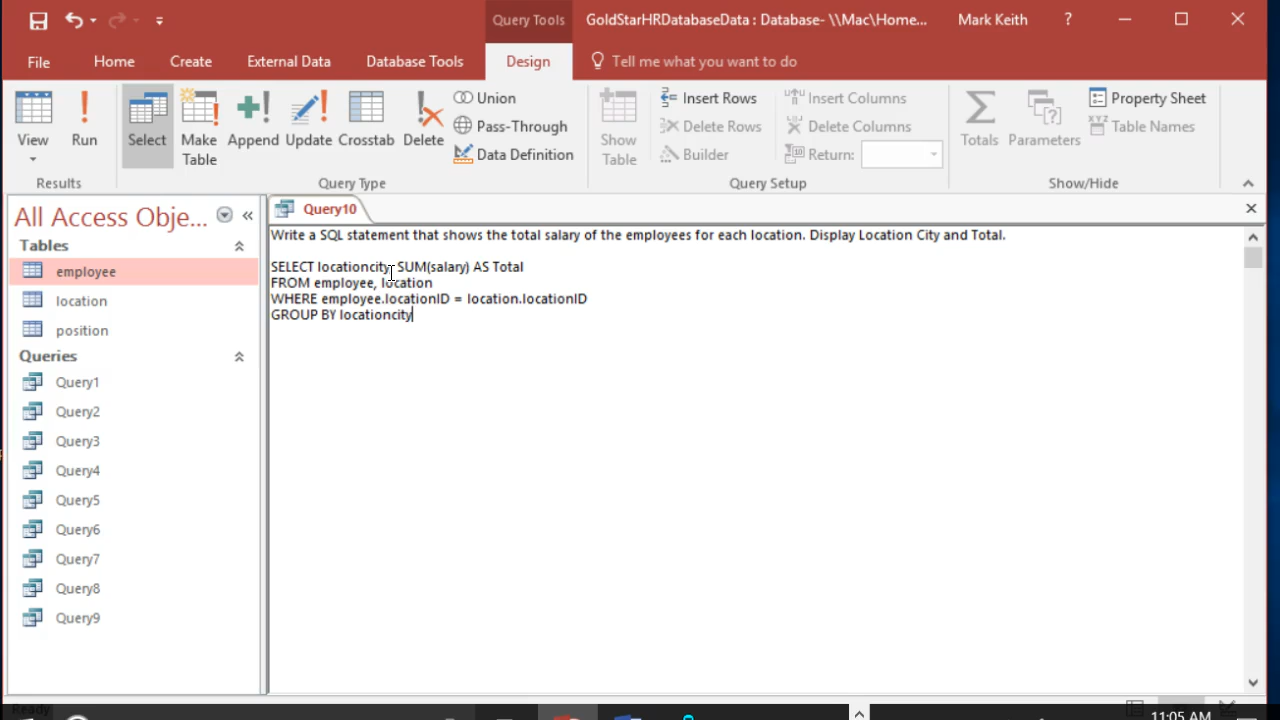 Query Tools
GoldStarHRDatabaseData : Database- \\Mac\Home...
Mark Keith
?
File
Home
Create
External Data
Database Tools
Design
Tell me what you want to do
View
Run
Select
Make Table
Append
Update
Crosstab
Delete
Union
Pass-Through
Data Definition
Show Table
Insert Rows
Delete Rows
Builder
Insert Columns
Delete Columns
Return:
Totals
Parameters
Property Sheet
Table Names
Results
Query Type
Query Setup
Show/Hide
All Access Obje...
Tables
employee
location
position
Queries
Query1
Query2
Query3
Query4
Query5
Query6
Query7
Query8
Query9
Query10
Write a SQL statement that shows the total salary of the employees for each location. Display Location City and Total.
SELECT locationcity, SUM(salary) AS Total
FROM employee, location
WHERE employee.locationID = location.locationID
GROUP BY locationcity
Ready
11:05 AM